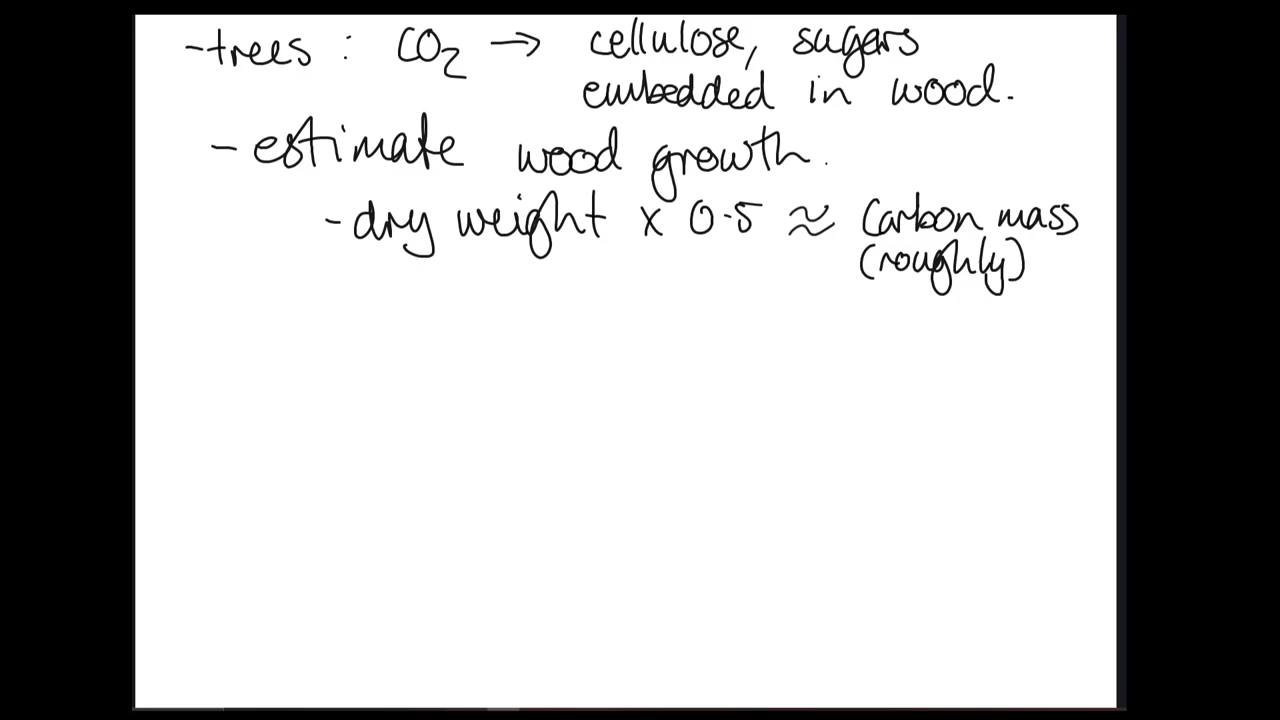 -trees : CO₂ → cellulose, sugars
embedded in wood.
- estimate wood growth.
- dry weight x 0.5 ≈ Carbon mass
(roughly)